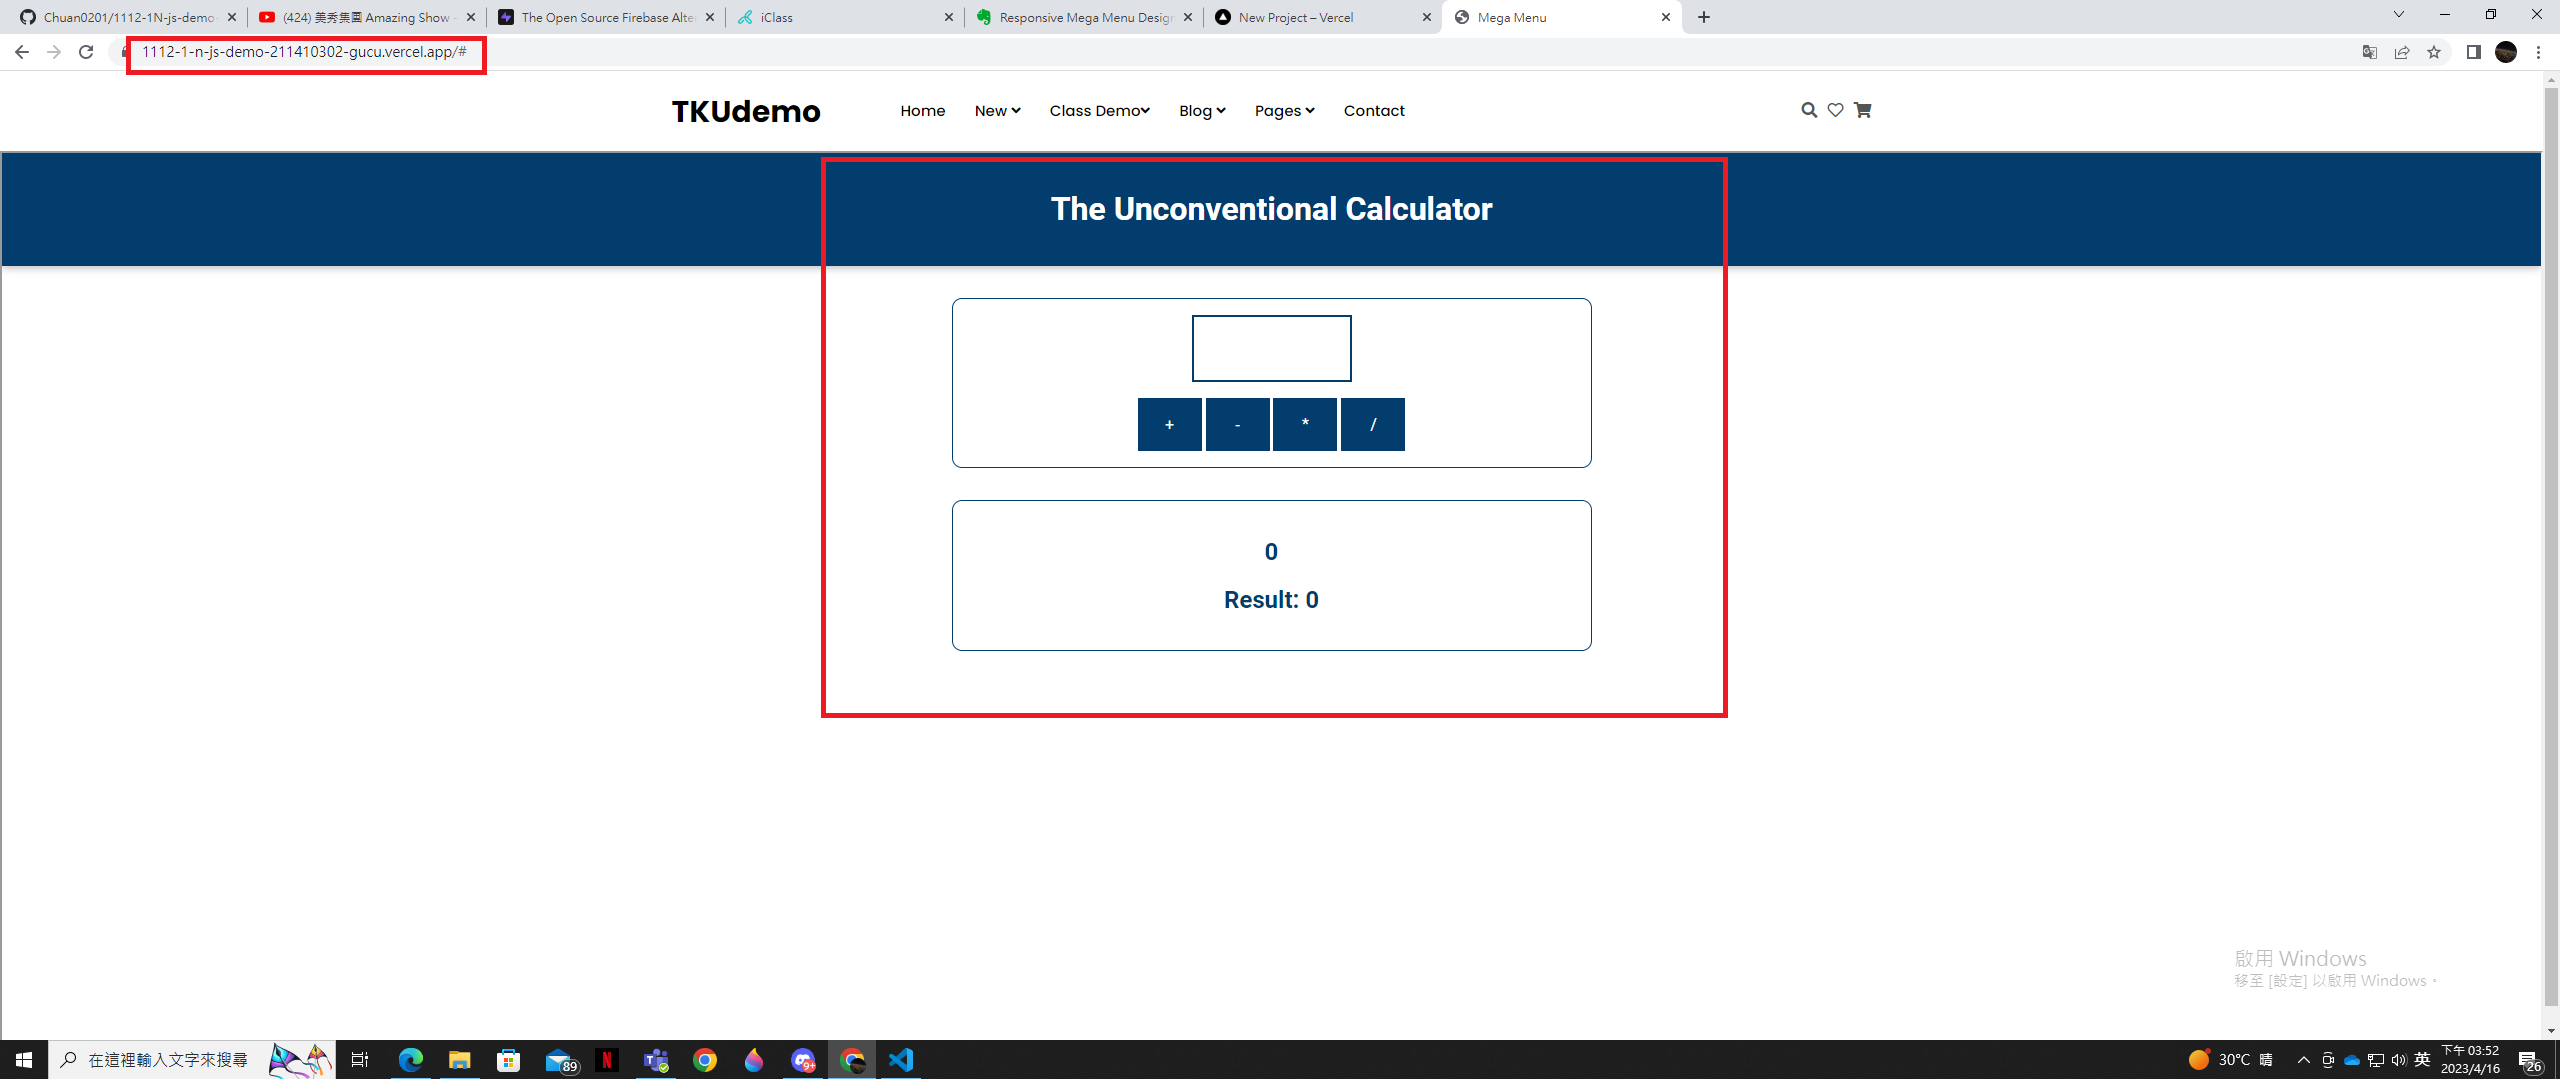 Chuan0201/1112-1N-js-demo-
(424) 美秀集團 Amazing Show -
The Open Source Firebase Alte
iClass
Responsive Mega Menu Design
New Project – Vercel
Mega Menu
1112-1-n-js-demo-211410302-gucu.vercel.app/#
TKUdemo
Home
New
Class Demo
Blog
Pages
Contact
The Unconventional Calculator
+
-
*
/
0
Result: 0
啟用 Windows
移至 [設定] 以啟用 Windows。
在這裡輸入文字來搜尋
89
9+
30°C 晴
英
下午 03:52
2023/4/16
26